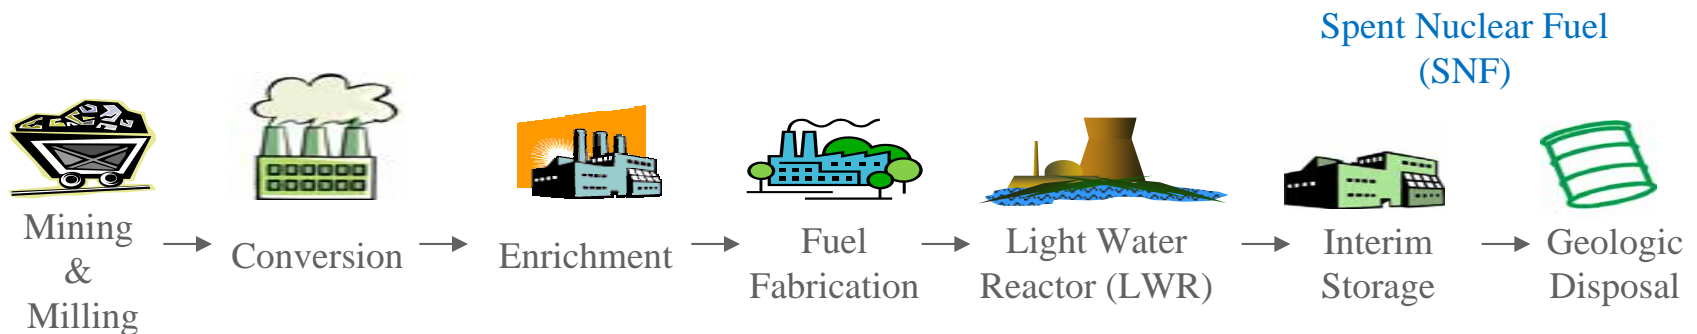 Spent Nuclear Fuel
(SNF)
Mining
&
Milling
Conversion
Enrichment
Fuel
Fabrication
Light Water
Reactor (LWR)
Interim
Storage
Geologic
Disposal